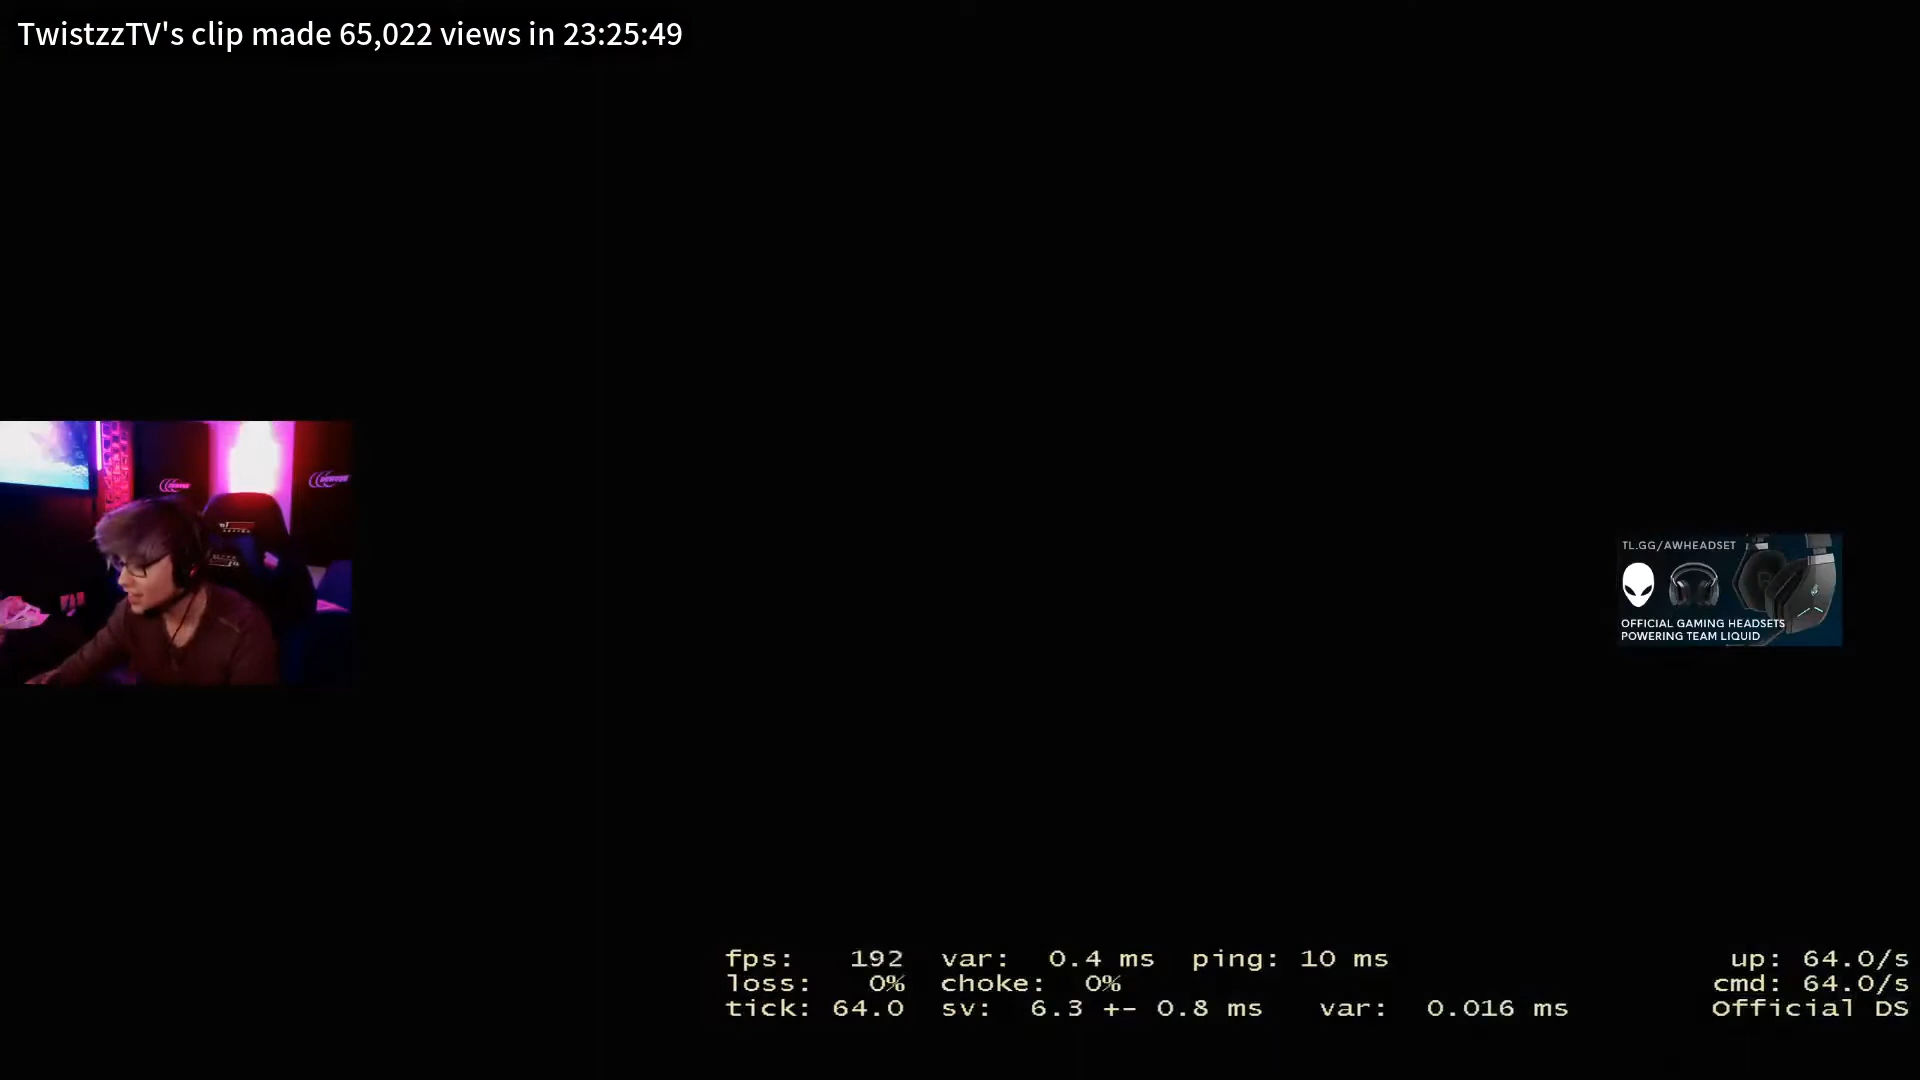 TwistzzTV's clip made 65,022 views in 23:25:49
TL.GG/AWHEADSET
OFFICIAL GAMING HEADSETS
POWERING TEAM LIQUID
fps: 192 var: 0.4 ms ping: 10 ms up: 64.0/s
loss: 0% choke: 0% cmd: 64.0/s
tick: 64.0 sv: 6.3 +- 0.8 ms var: 0.016 ms Official DS